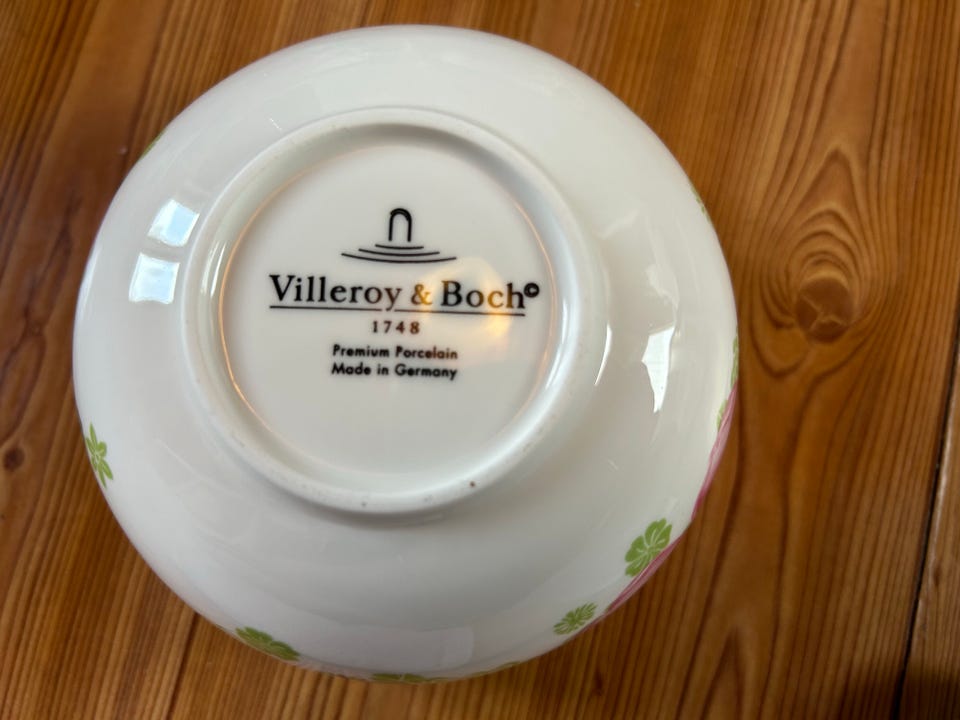 Villeroy & Boch©
1748
Premium Porcelain
Made in Germany